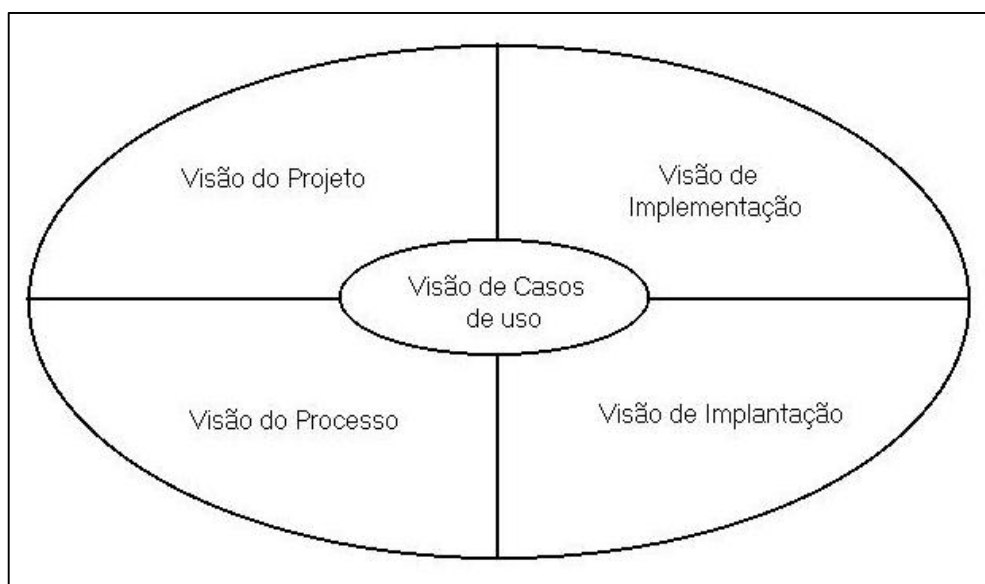 Visão do Projeto
Visão de
Implementação
Visão de Casos
de uso
Visão do Processo
Visão de Implantação